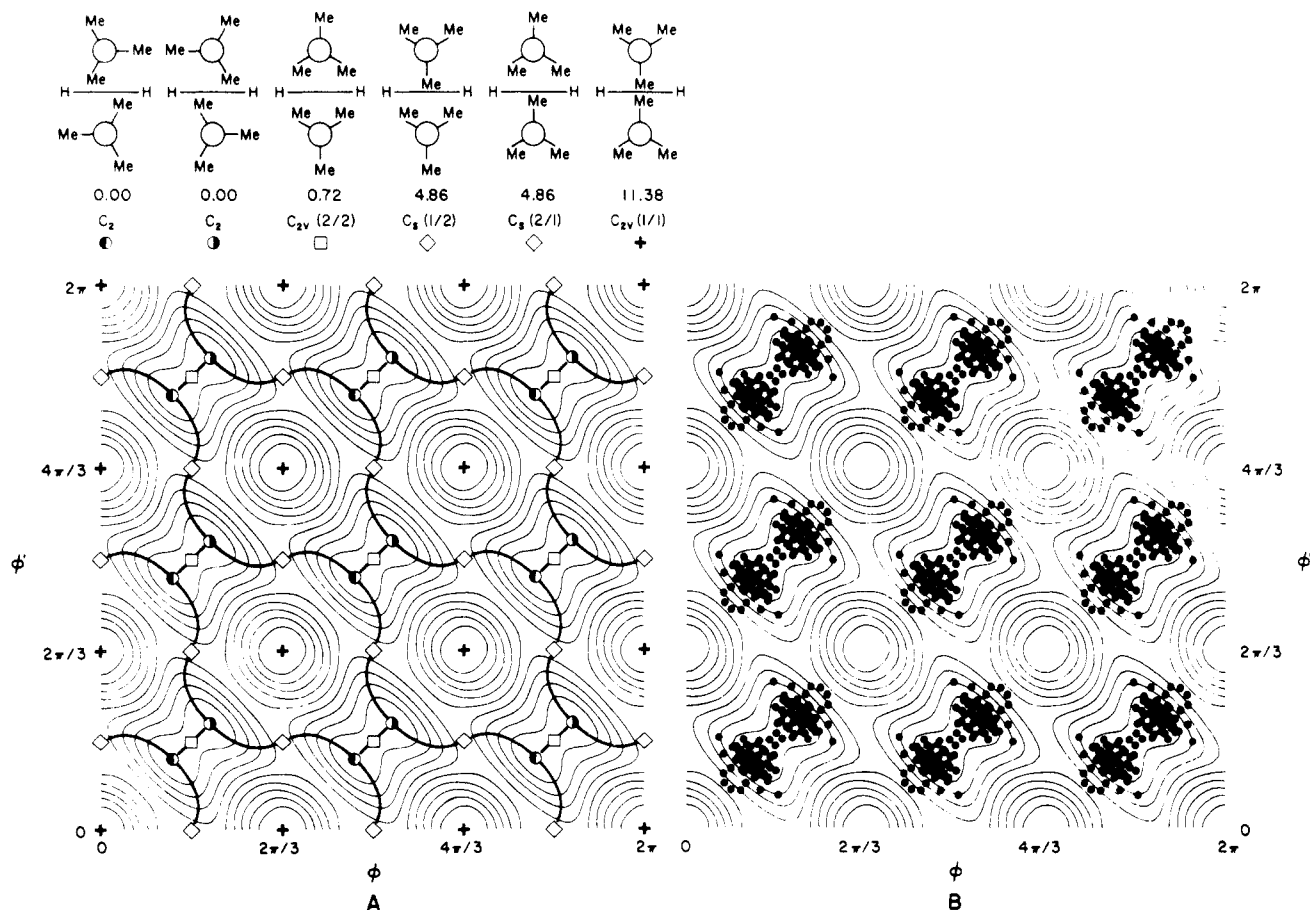 Me Me Me Me Me Me Me
Me Me
Me Me Me Me Me Me Me
H H H H H H H H H H H H
Me Me Me Me Me Me Me Me
Me Me
Me Me Me Me Me Me Me Me
0.00 0.00 0.72 4.86 4.86 11.38
C₂ C₂ C₂ᵥ (2/2) Cₛ (1/2) Cₛ (2/1) C₂ᵥ (1/1)
2π 2π
4π/3 4π/3
ϕ' ϕ'
2π/3 2π/3
0 0
0 2π/3 4π/3 2π 0 2π/3 4π/3 2π
ϕ ϕ
A B